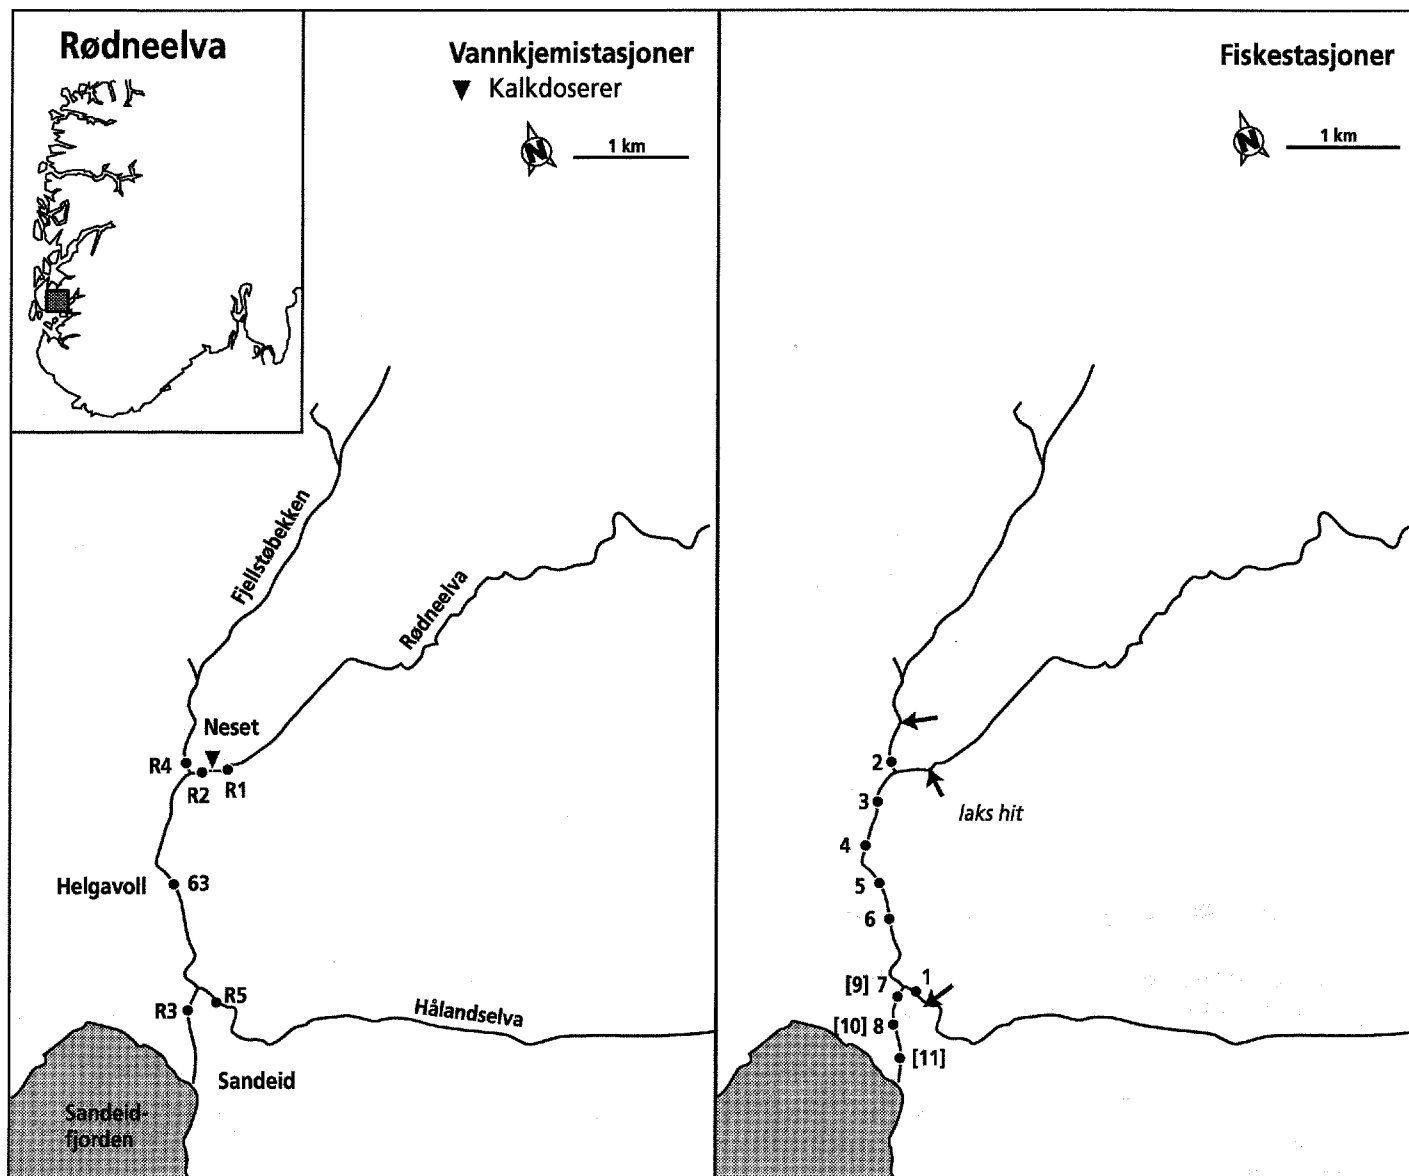 Rødneelva
Vannkjemistasjoner
Kalkdoserer
N
1 km
Fjellstøbekken
Rødneelva
Neset
R4
R2
R1
Helgavoll
63
R5
R3
Hålandselva
Sandeid
Sandeid-
fjorden
Fiskestasjoner
N
1 km
2
3
laks hit
4
5
6
1
[9] 7
[10] 8
[11]